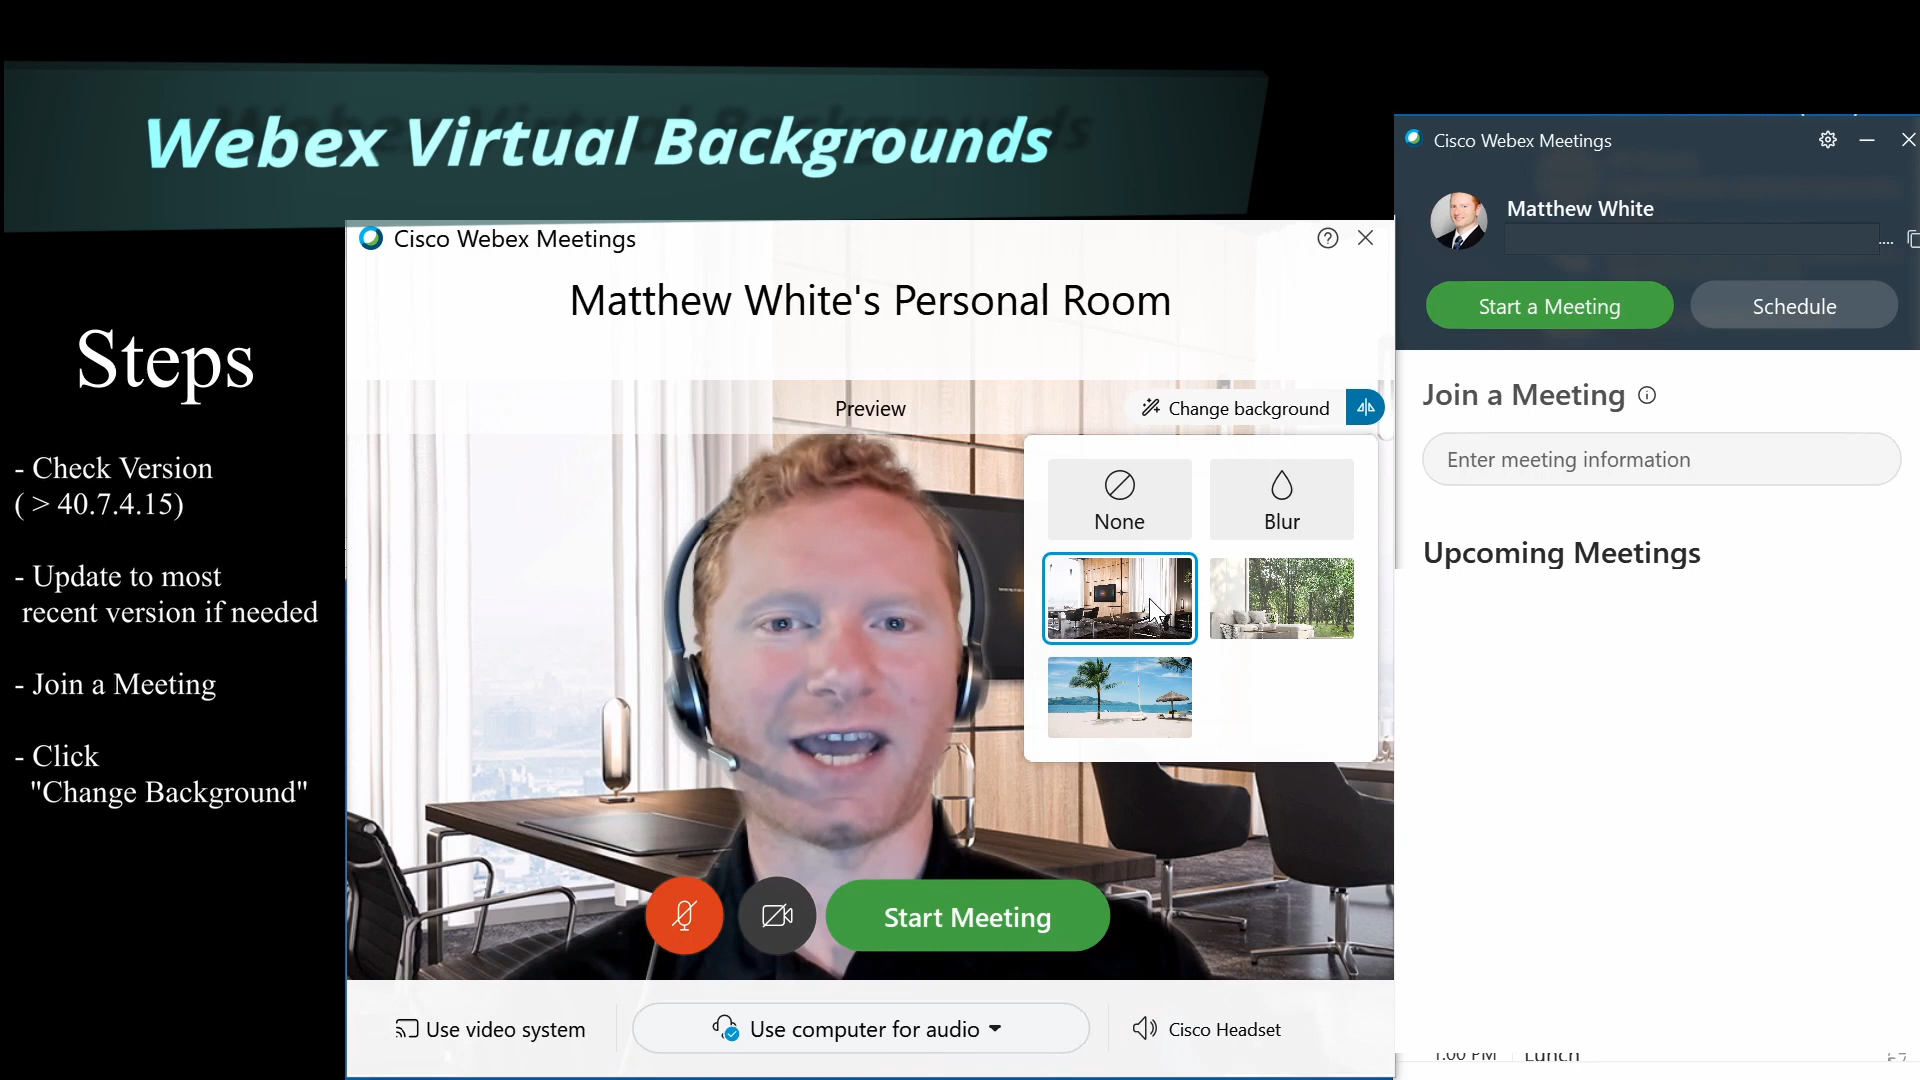 Webex Virtual Backgrounds
Steps
- Check Version
( > 40.7.4.15)
- Update to most
recent version if needed
- Join a Meeting
- Click
"Change Background"
Cisco Webex Meetings
Matthew White's Personal Room
Preview
Change background
None
Blur
Start Meeting
Use video system
Use computer for audio
Cisco Headset
Cisco Webex Meetings
Matthew White
....
Start a Meeting
Schedule
Join a Meeting
Enter meeting information
Upcoming Meetings
1:00 PM Lunch